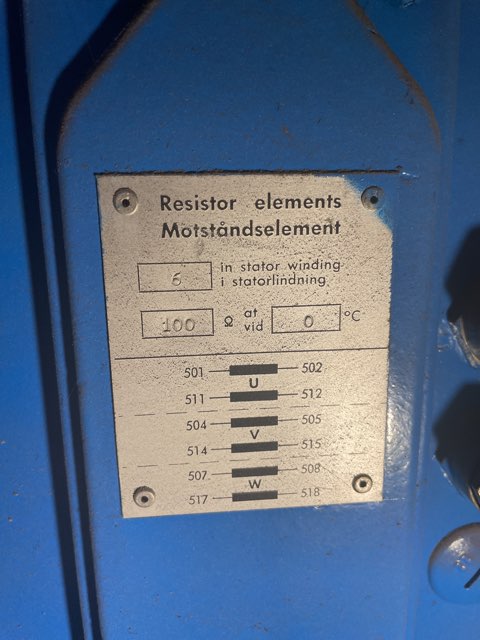 Resistor elements
Motståndselement
6 in stator winding
i statorlindning
100 Ω at vid 0 °C
501 502
U
511 512
504 505
V
514 515
507 508
W
517 518